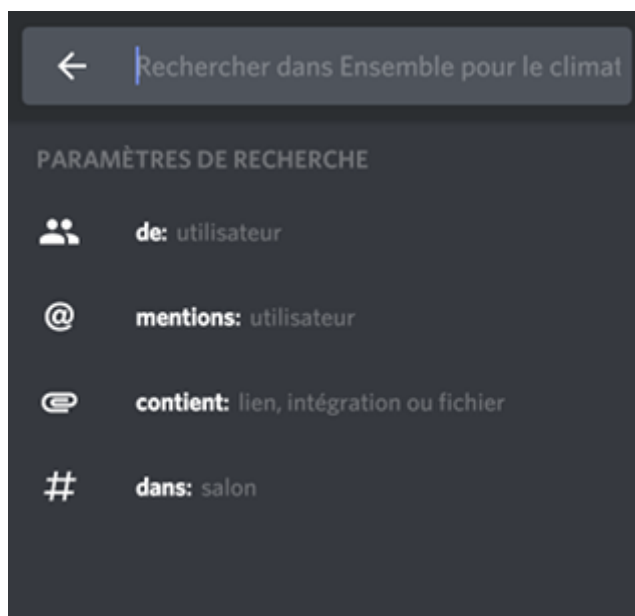 Rechercher dans Ensemble pour le climat
PARAMÈTRES DE RECHERCHE
de: utilisateur
@ mentions: utilisateur
contient: lien, intégration ou fichier
# dans: salon